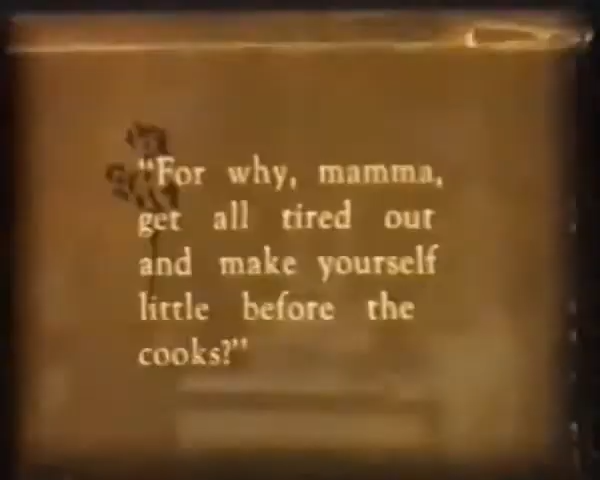 "For why, mamma,
get all tired out
and make yourself
little before the
cooks?"